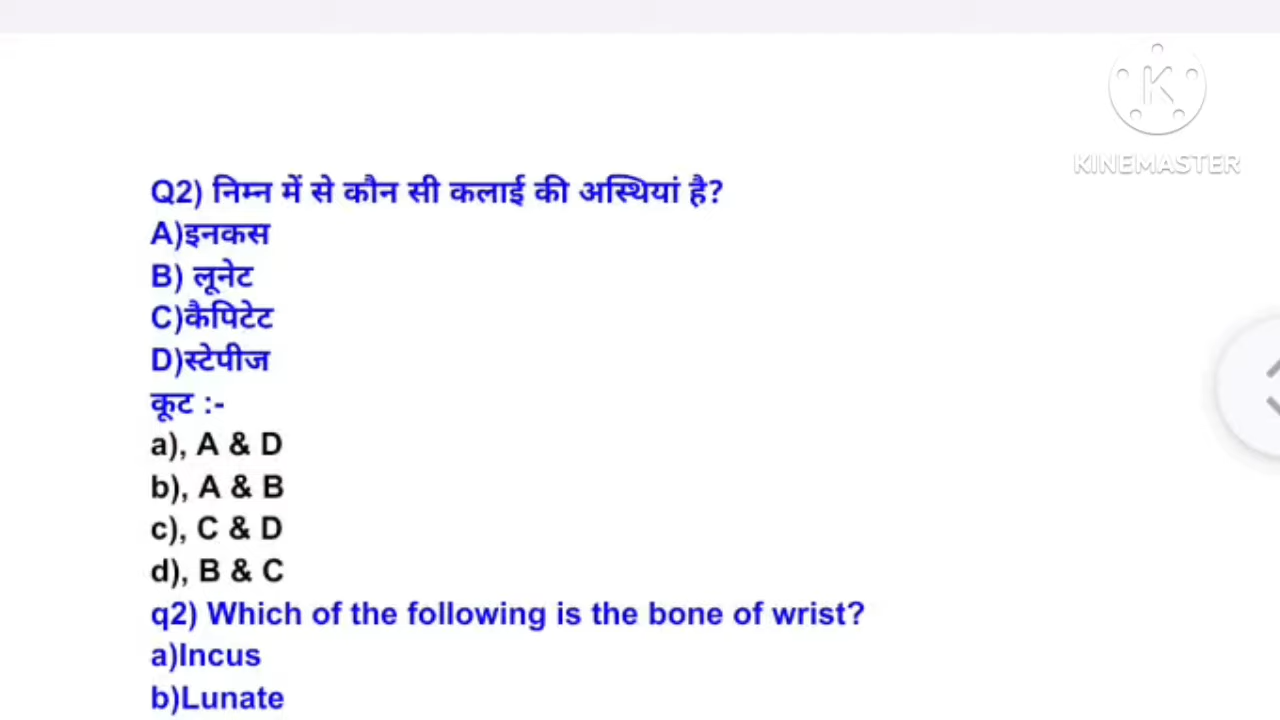 KINEMASTER
Q2) निम्न में से कौन सी कलाई की अस्थियां है?
A)इनकस
B) लूनेट
C)कैपिटेट
D)स्टेपीज
कूट :-
a), A & D
b), A & B
c), C & D
d), B & C
q2) Which of the following is the bone of wrist?
a)Incus
b)Lunate